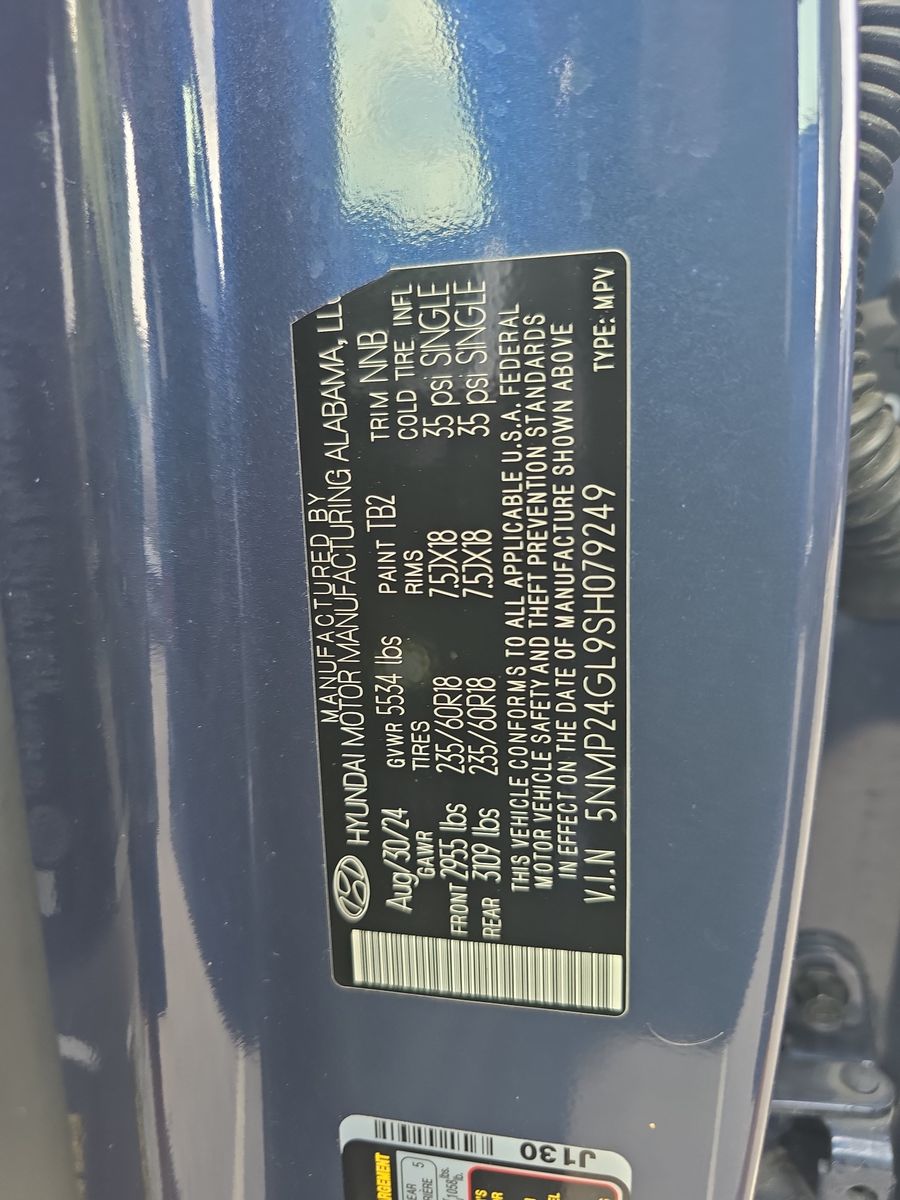 MANUFACTURED BY
HYUNDAI MOTOR MANUFACTURING ALABAMA, LLC
Aug/30/24 GVWR 5534 lbs PAINT TB2 TRIM NNB
GAWR TIRES RIMS COLD TIRE INFL
FRONT 2955 lbs 235/60R18 7.5JX18 35 psi SINGLE
REAR 3109 lbs 235/60R18 7.5JX18 35 psi SINGLE
THIS VEHICLE CONFORMS TO ALL APPLICABLE U.S.A. FEDERAL
MOTOR VEHICLE SAFETY AND THEFT PREVENTION STANDARDS
IN EFFECT ON THE DATE OF MANUFACTURE SHOWN ABOVE
V.I.N 5NMP24GL9SH079249 TYPE: MPV
J130
5